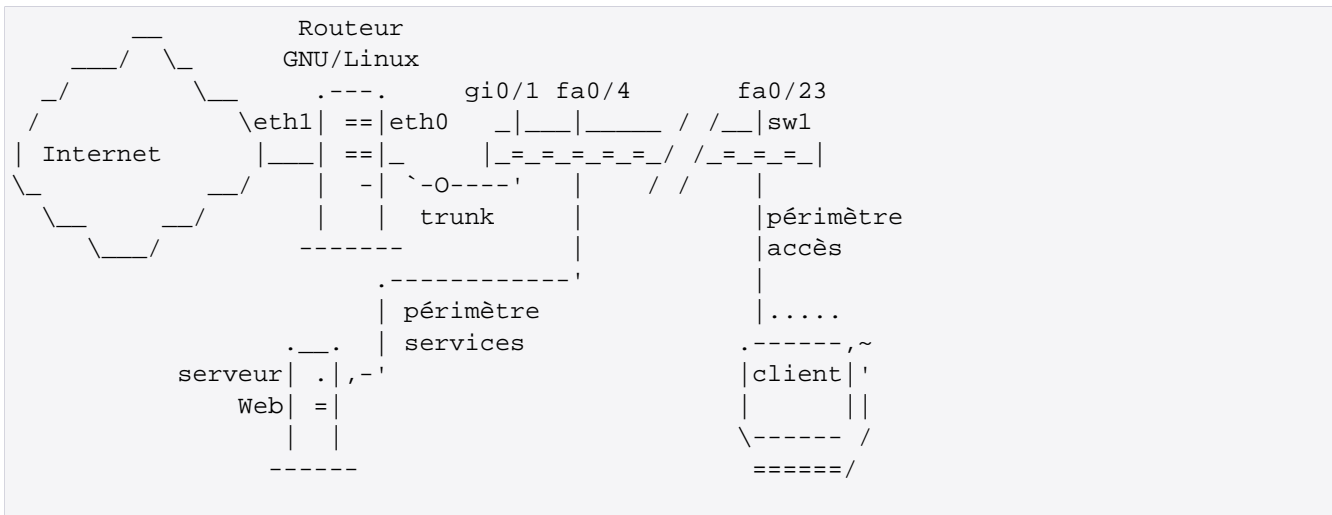 Routeur
GNU/Linux
gi0/1 fa0/4 fa0/23
eth1 eth0 sw1
Internet
trunk périmètre
accès
périmètre
services
serveur client
Web